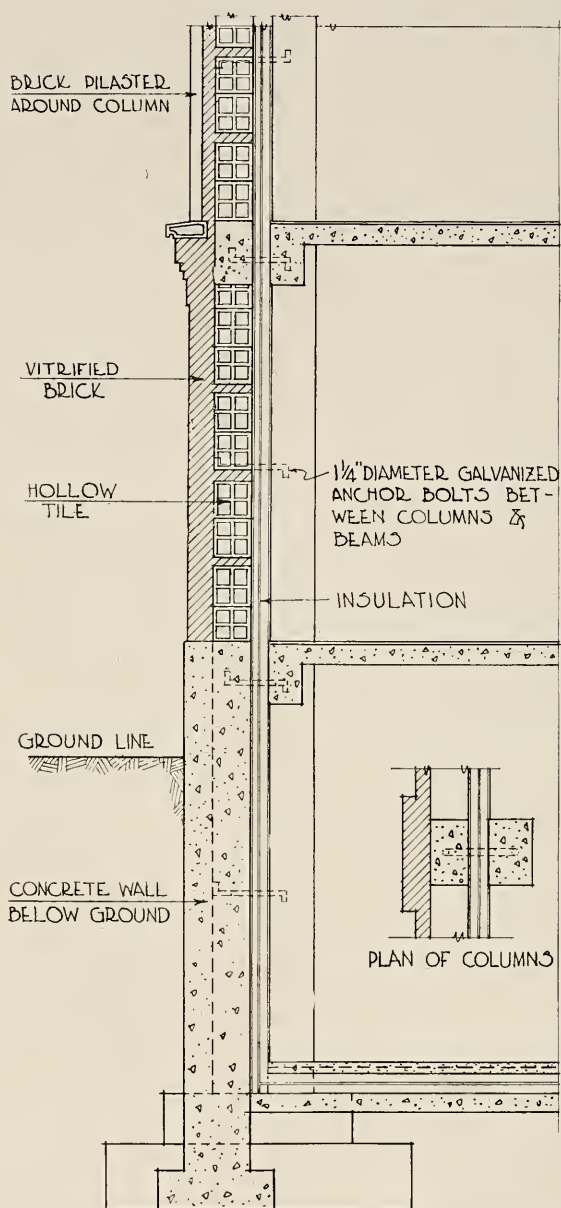 BRICK PILASTER
AROUND COLUMN
VITRIFIED
BRICK
HOLLOW
TILE
1¼" DIAMETER GALVANIZED
ANCHOR BOLTS BET-
WEEN COLUMNS &
BEAMS
INSULATION
GROUND LINE
CONCRETE WALL
BELOW GROUND
PLAN OF COLUMNS